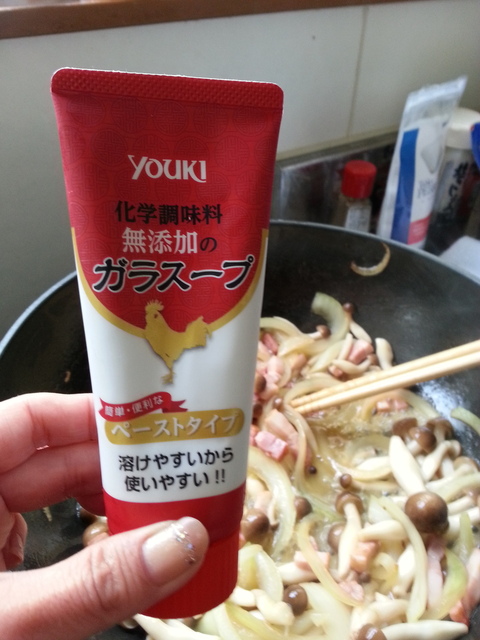 YOUKI
化学調味料
無添加の
ガラスープ
簡単・便利な
ペーストタイプ
溶けやすいから
使いやすい!!